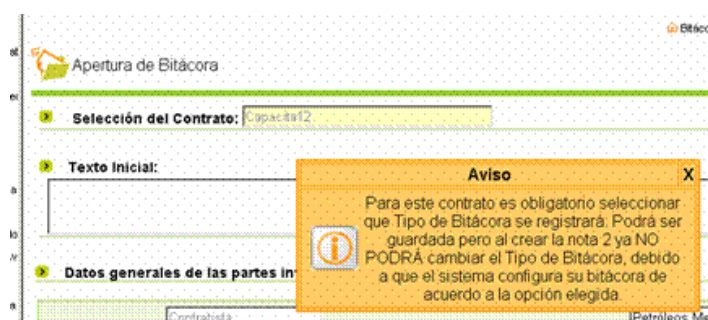 Bitáco
Apertura de Bitácora
Selección del Contrato: Capacita12
Texto Inicial:
Aviso X
Para este contrato es obligatorio seleccionar
que Tipo de Bitácora se registrará. Podrá ser
guardada pero al crear la nota 2 ya NO
PODRÁ cambiar el Tipo de Bitácora, debido
a que el sistema configura su bitácora de
acuerdo a la opción elegida.
Datos generales de las partes in
Contratista
Petróleos Me